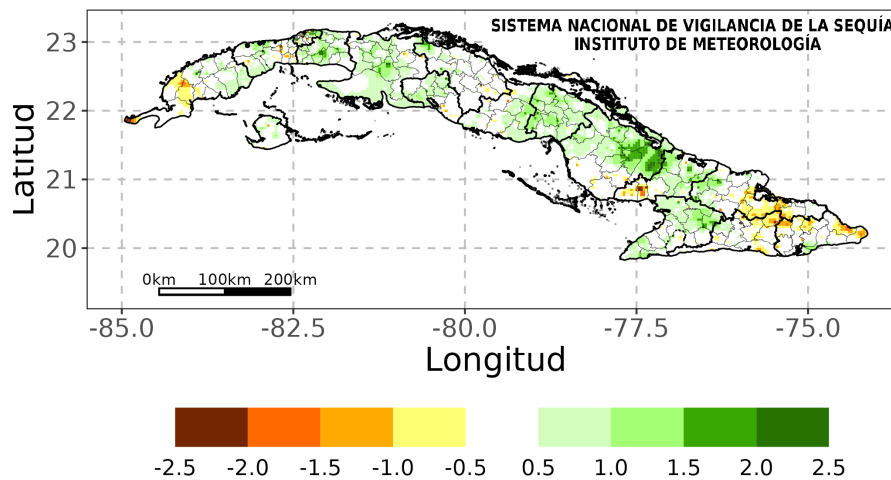 SISTEMA NACIONAL DE VIGILANCIA DE LA SEQUÍA
INSTITUTO DE METEOROLOGÍA
23
22
21
20
Latitud
0km 100km 200km
-85.0 -82.5 -80.0 -77.5 -75.0
Longitud
-2.5 -2.0 -1.5 -1.0 -0.5 0.5 1.0 1.5 2.0 2.5